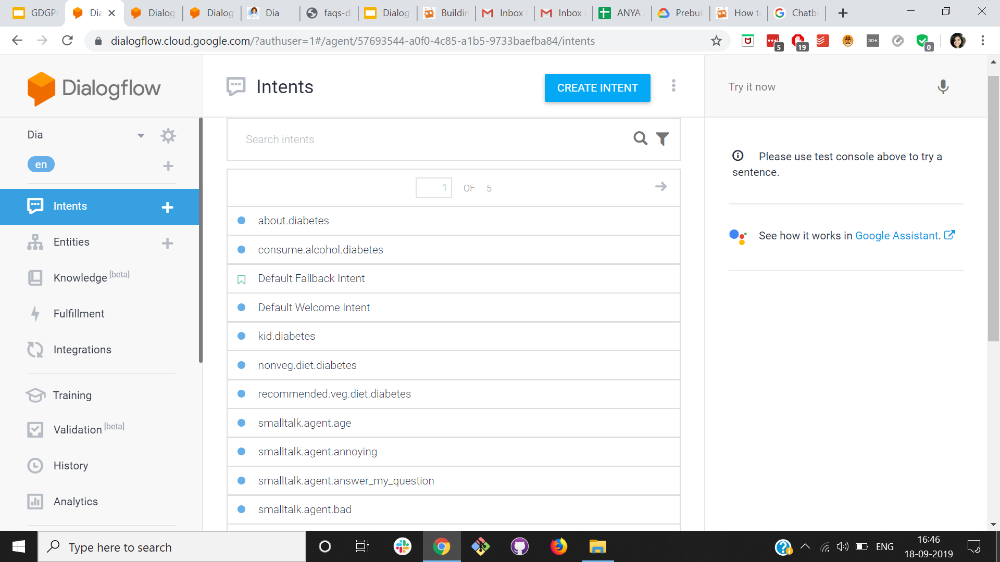 GDGPr
Dia
Dialog
Dialog
Dia
faqs-d
Dialog
Buildin
Inbox
Inbox
ANYA
Prebui
How to
Chatb
dialogflow.cloud.google.com/?authuser=1#/agent/57693544-a0f0-4c85-a1b5-9733baefba84/intents
5
19
30K
0
Dialogflow
Intents
CREATE INTENT
Try it now
Dia
en
Intents
Entities
Knowledge [beta]
Fulfillment
Integrations
Training
Validation [beta]
History
Analytics
Search intents
1 OF 5
about.diabetes
consume.alcohol.diabetes
Default Fallback Intent
Default Welcome Intent
kid.diabetes
nonveg.diet.diabetes
recommended.veg.diet.diabetes
smalltalk.agent.age
smalltalk.agent.annoying
smalltalk.agent.answer_my_question
smalltalk.agent.bad
Please use test console above to try a
sentence.
See how it works in Google Assistant.
Type here to search
ENG
16:46
18-09-2019